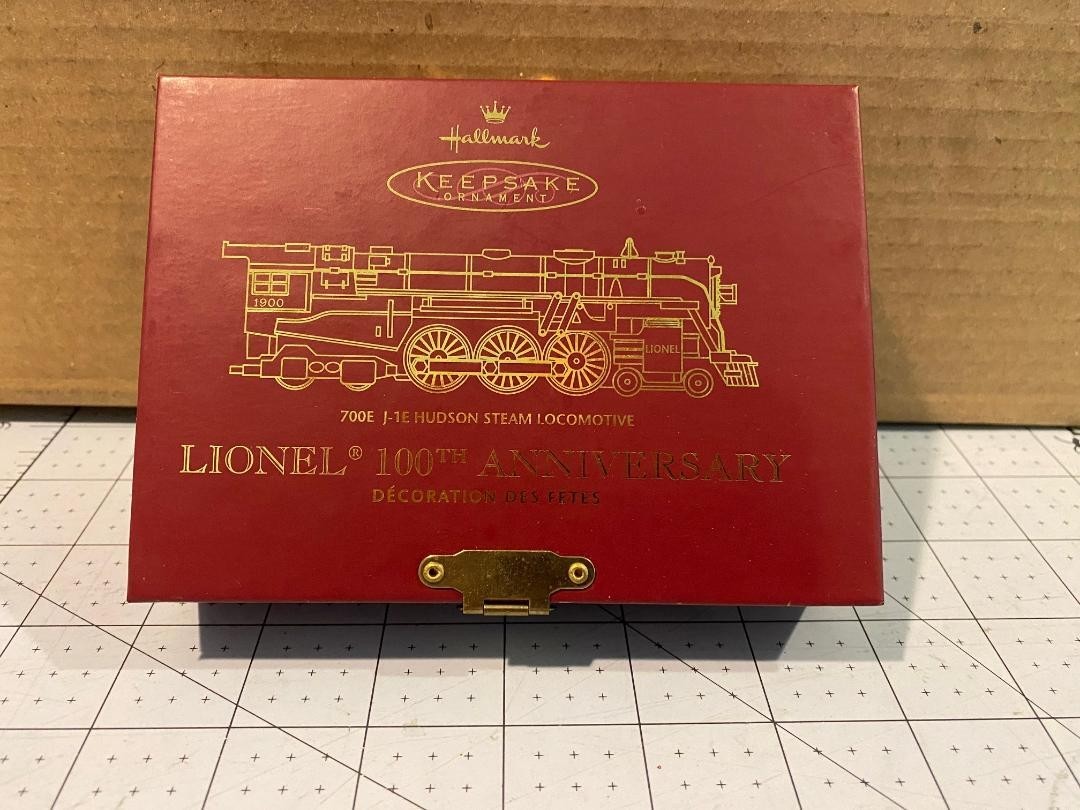 Hallmark
KEEPSAKE
ORNAMENT
1900
LIONEL
700E J-1E HUDSON STEAM LOCOMOTIVE
LIONEL® 100TH ANNIVERSARY
DÉCORATION DES FÊTES